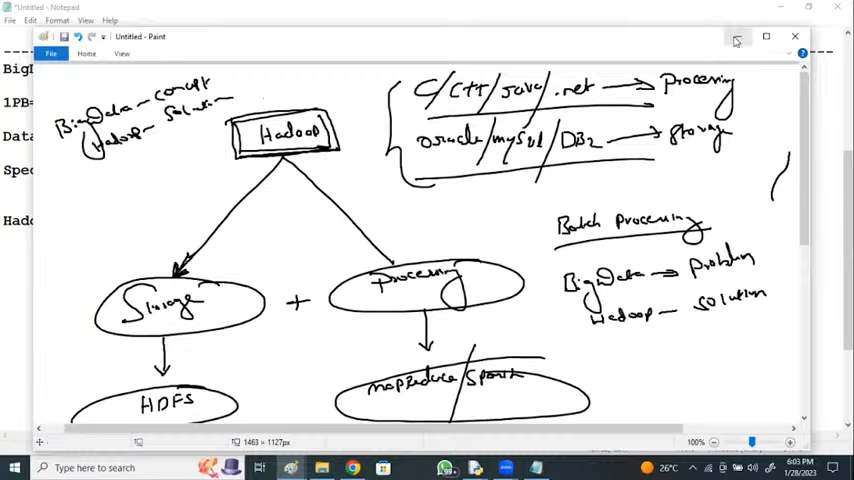 *Untitled - Notepad
File Edit Format View Help
Untitled - Paint
File Home View
BigData - concept
Hadoop - Solution
Hadoop
C/C++/Java/.net → Processing
oracle/mySql/DB2 → Storage
Batch Processing
BigData → Problem
Hadoop - Solution
Storage + Processing
HDFS
mapReduce/Spark
BigD
1PB=
Data
Spec
Hado
1463 × 1127px
100%
Type here to search
99+
26°C
6:03 PM
1/28/2023